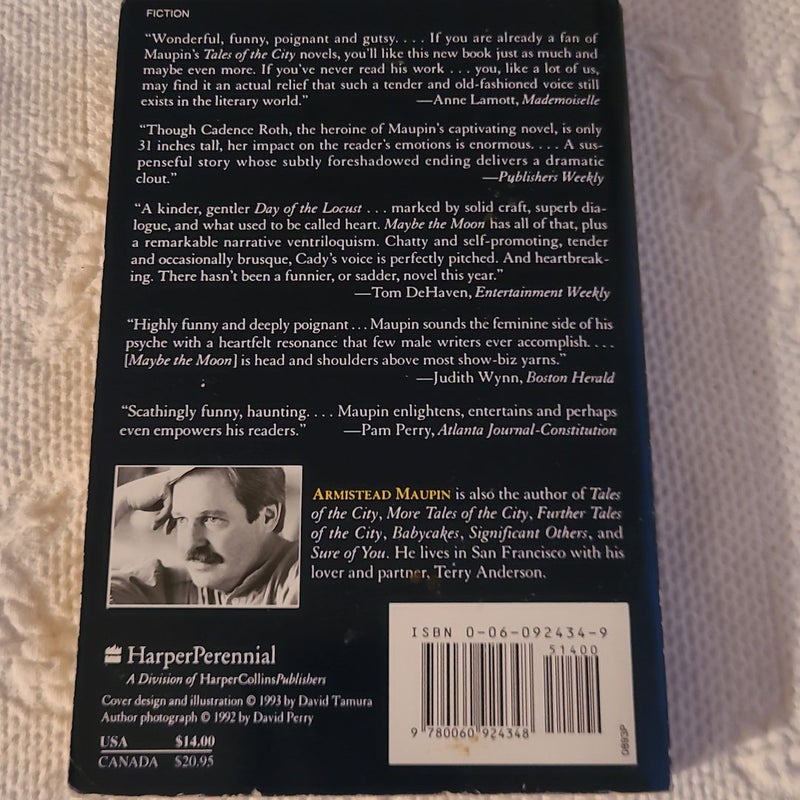 FICTION
“Wonderful, funny, poignant and gutsy. . . . If you are already a fan of
Maupin’s Tales of the City novels, you’ll like this new book just as much and
maybe even more. If you’ve never read his work . . . you, like a lot of us,
may find it an actual relief that such a tender and old-fashioned voice still
exists in the literary world.” —Anne Lamott, Mademoiselle
“Though Cadence Roth, the heroine of Maupin’s captivating novel, is only
31 inches tall, her impact on the reader’s emotions is enormous. . . . A sus-
penseful story whose subtly foreshadowed ending delivers a dramatic
clout.” —Publishers Weekly
“A kinder, gentler Day of the Locust . . . marked by solid craft, superb dia-
logue, and what used to be called heart. Maybe the Moon has all of that, plus
a remarkable narrative ventriloquism. Chatty and self-promoting, tender
and occasionally brusque, Cady’s voice is perfectly pitched. And heartbreak-
ing. There hasn’t been a funnier, or sadder, novel this year.”
—Tom DeHaven, Entertainment Weekly
“Highly funny and deeply poignant . . . Maupin sounds the feminine side of his
psyche with a heartfelt resonance that few male writers ever accomplish. . . .
[Maybe the Moon] is head and shoulders above most show-biz yarns.”
—Judith Wynn, Boston Herald
“Scathingly funny, haunting. . . . Maupin enlightens, entertains and perhaps
even empowers his readers.” —Pam Perry, Atlanta Journal-Constitution
ARMISTEAD MAUPIN is also the author of Tales
of the City, More Tales of the City, Further Tales
of the City, Babycakes, Significant Others, and
Sure of You. He lives in San Francisco with his
lover and partner, Terry Anderson.
HarperPerennial
A Division of HarperCollinsPublishers
Cover design and illustration © 1993 by David Tamura
Author photograph © 1992 by David Perry
USA $14.00
CANADA $20.95
ISBN 0-06-092434-9
51400
9 780060 924348
0893P